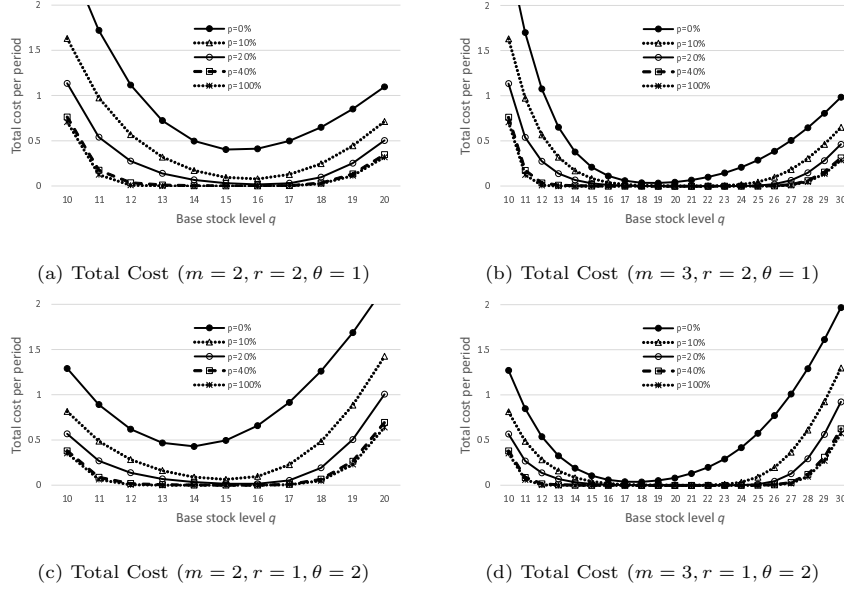 2
1.5
1
0.5
0
Total cost per period
p=0%
p=10%
p=20%
p=40%
p=100%
10 11 12 13 14 15 16 17 18 19 20
Base stock level q
(a) Total Cost (m = 2, r = 2, θ = 1)
2
1.5
1
0.5
0
Total cost per period
p=0%
p=10%
p=20%
p=40%
p=100%
10 11 12 13 14 15 16 17 18 19 20 21 22 23 24 25 26 27 28 29 30
Base stock level q
(b) Total Cost (m = 3, r = 2, θ = 1)
2
1.5
1
0.5
0
Total cost per period
p=0%
p=10%
p=20%
p=40%
p=100%
10 11 12 13 14 15 16 17 18 19 20
Base stock level q
(c) Total Cost (m = 2, r = 1, θ = 2)
2
1.5
1
0.5
0
Total cost per period
p=0%
p=10%
p=20%
p=40%
p=100%
10 11 12 13 14 15 16 17 18 19 20 21 22 23 24 25 26 27 28 29 30
Base stock level q
(d) Total Cost (m = 3, r = 1, θ = 2)